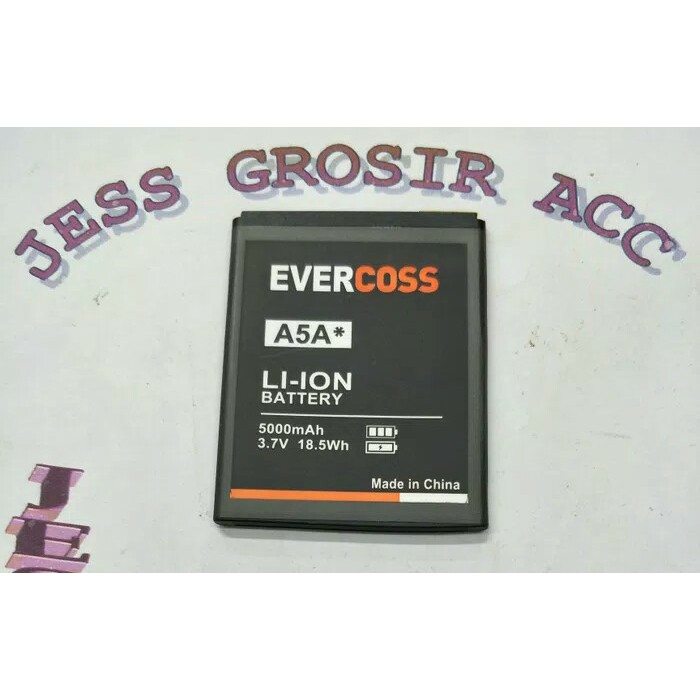 JESS GROSIR ACC
EVERCOSS
A5A*
LI-ION
BATTERY
5000mAh
3.7V 18.5Wh
Made in China